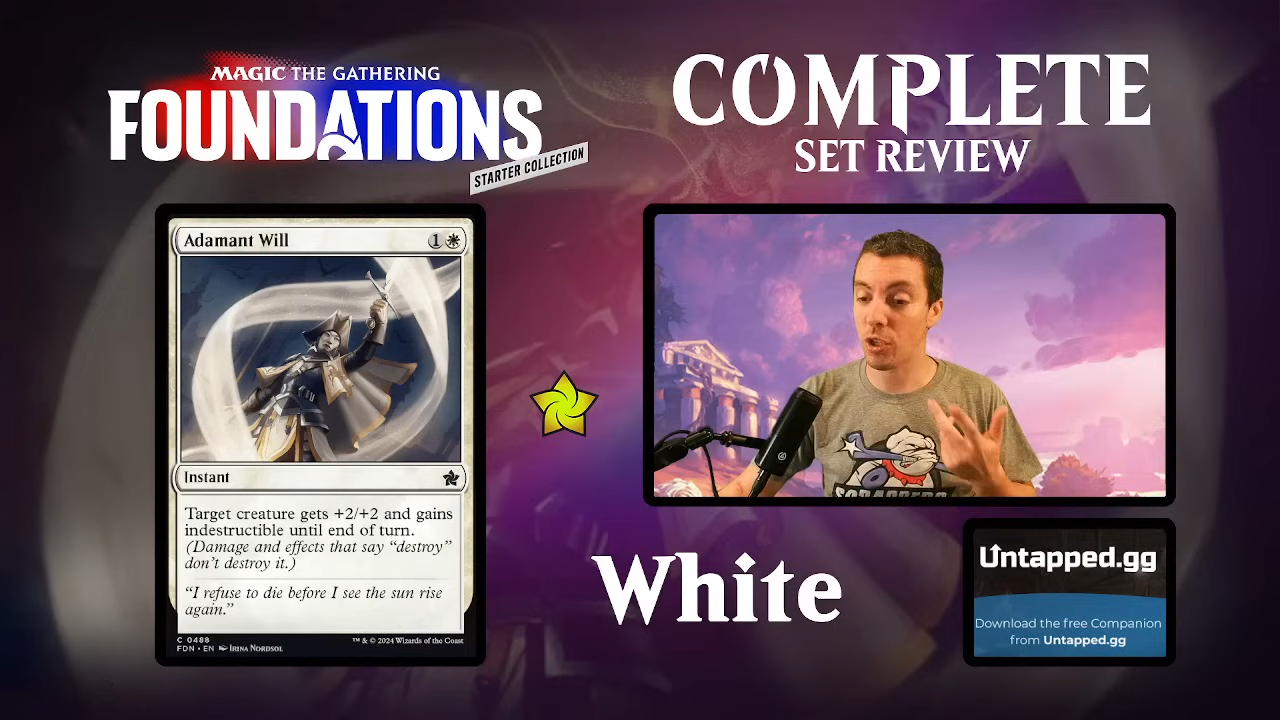 MAGIC THE GATHERING
FOUNDATIONS
STARTER COLLECTION
COMPLETE
SET REVIEW
Adamant Will 1
Instant
Target creature gets +2/+2 and gains
indestructible until end of turn.
(Damage and effects that say “destroy”
don’t destroy it.)
“I refuse to die before I see the sun rise
again.”
C 0488
FDN • EN IRINA NORDSOL
™ & © 2024 Wizards of the Coast
White
Untapped.gg
Download the free Companion
from Untapped.gg